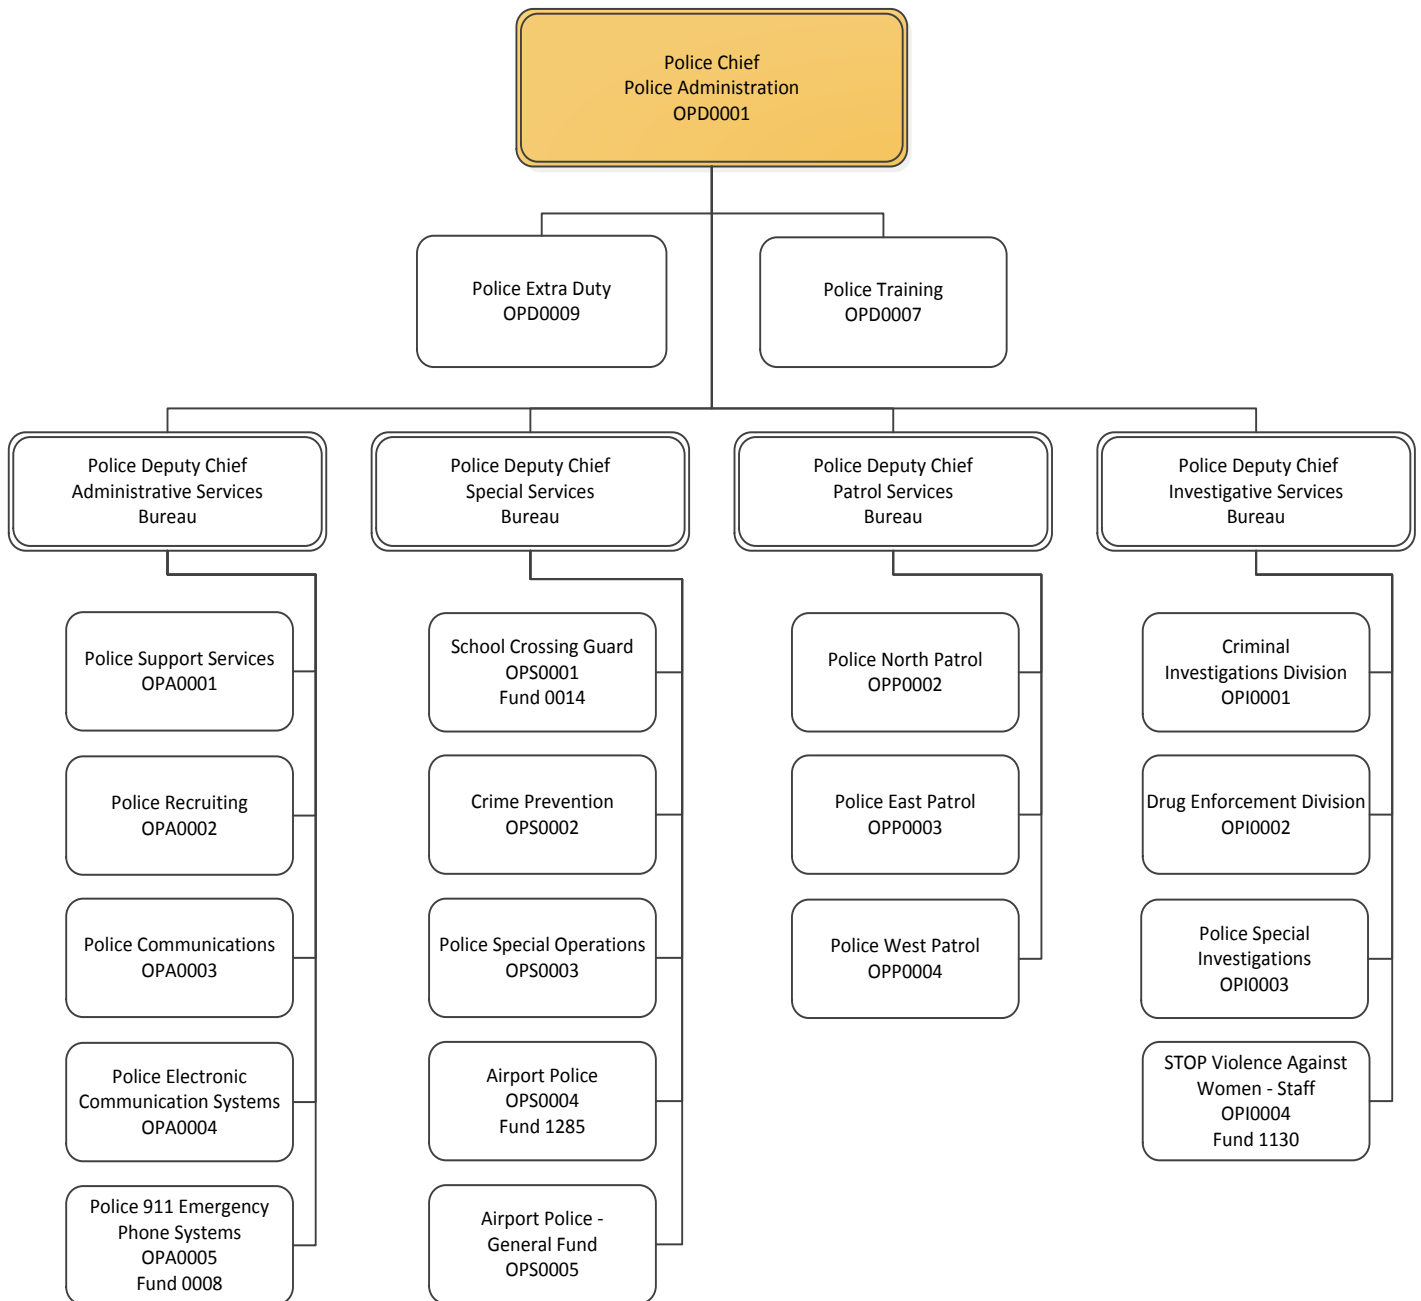 Police Chief
Police Administration
OPD0001
Police Extra Duty
OPD0009
Police Training
OPD0007
Police Deputy Chief
Administrative Services
Bureau
Police Deputy Chief
Special Services
Bureau
Police Deputy Chief
Patrol Services
Bureau
Police Deputy Chief
Investigative Services
Bureau
Police Support Services
OPA0001
School Crossing Guard
OPS0001
Fund 0014
Police North Patrol
OPP0002
Criminal
Investigations Division
OPI0001
Police Recruiting
OPA0002
Crime Prevention
OPS0002
Police East Patrol
OPP0003
Drug Enforcement Division
OPI0002
Police Communications
OPA0003
Police Special Operations
OPS0003
Police West Patrol
OPP0004
Police Special
Investigations
OPI0003
Police Electronic
Communication Systems
OPA0004
Airport Police
OPS0004
Fund 1285
STOP Violence Against
Women - Staff
OPI0004
Fund 1130
Police 911 Emergency
Phone Systems
OPA0005
Fund 0008
Airport Police -
General Fund
OPS0005